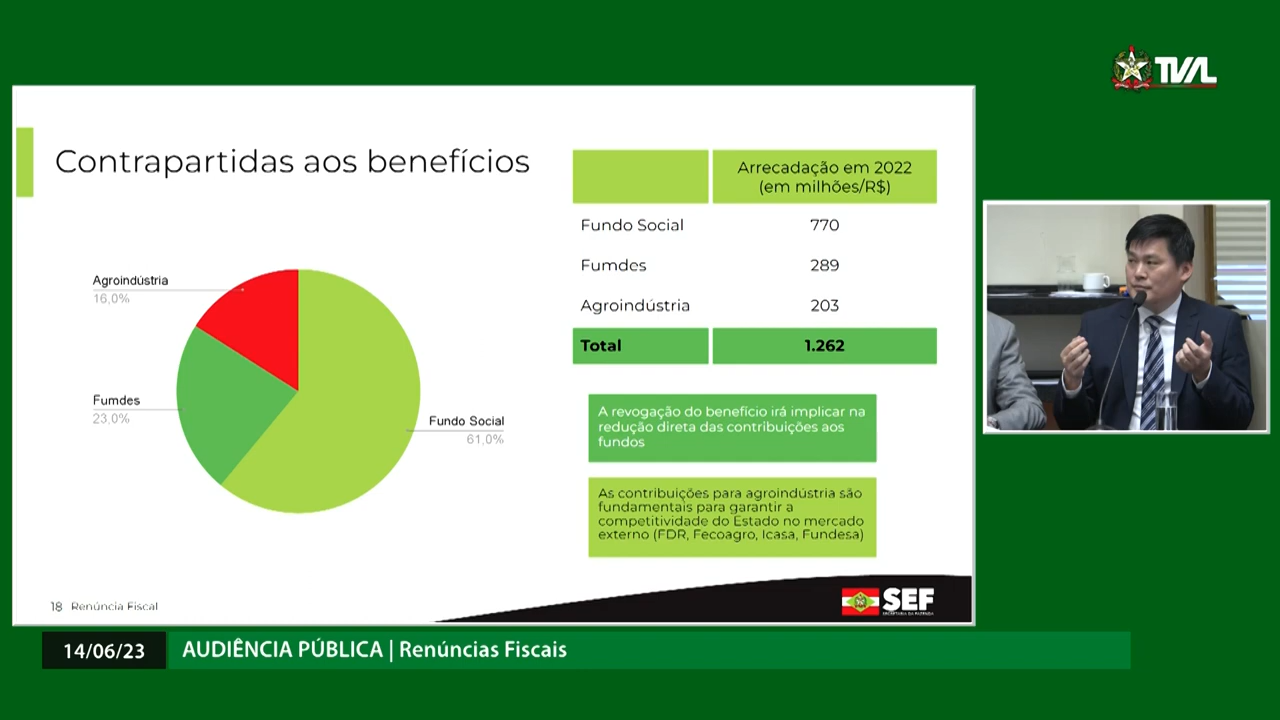 TVAL
Contrapartidas aos benefícios
Arrecadação em 2022
(em milhões/R$)
Fundo Social 770
Fumdes 289
Agroindústria 203
Total 1.262
Agroindústria
16,0%
Fumdes
23,0%
Fundo Social
61,0%
A revogação do benefício irá implicar na
redução direta das contribuições aos
fundos
As contribuições para agroindústria são
fundamentais para garantir a
competitividade do Estado no mercado
externo (FDR, Fecoagro, Icasa, Fundesa)
18 Renúncia Fiscal
SEF
SECRETARIA DA FAZENDA
14/06/23 AUDIÊNCIA PÚBLICA | Renúncias Fiscais